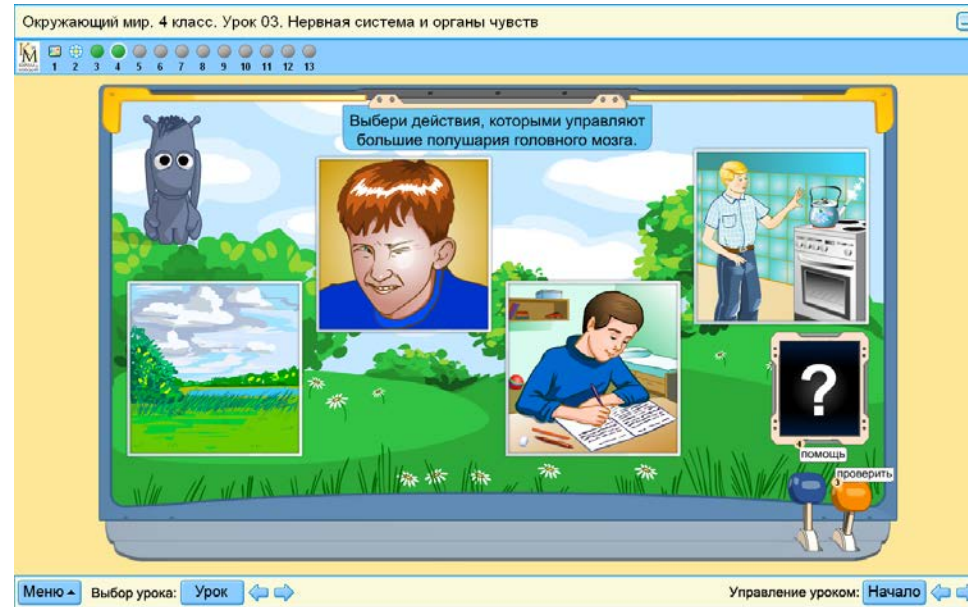 Окружающий мир. 4 класс. Урок 03. Нервная система и органы чувств
КМ
1 2 3 4 5 6 7 8 9 10 11 12 13
Выбери действия, которыми управляют
большие полушария головного мозга.
?
помощь
проверить
Меню Выбор урока: Урок Управление уроком: Начало